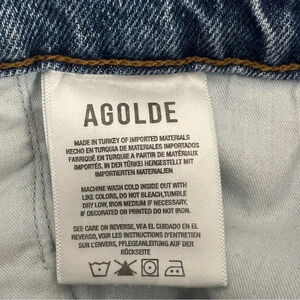 AGOLDE
MADE IN TURKEY OF IMPORTED MATERIALS
HECHO EN TURQUIA DE MATERIALES IMPORTADOS
FABRIQUÉ EN TURQUIE A PARTIR DE MATÉRIAUX
IMPORTÉS, IN DER TÜRKEI HERGESTELLT MIT
IMPORTIERTEN MATERIALIEN
MACHINE WASH COLD INSIDE OUT WITH
LIKE COLORS, DO NOT BLEACH, TUMBLE
DRY LOW, IRON MEDIUM IF NECESSARY.
IF DECORATED OR PRINTED DO NOT IRON.
SEE CARE ON REVERSE, VEA EL CUIDADO EN EL
REVERSO, VOIR LES INSTRUCTIONS D'ENTRETIEN
SUR L'ENVERS, PFLEGEANLEITUNG AUF DER
RÜCKSEITE